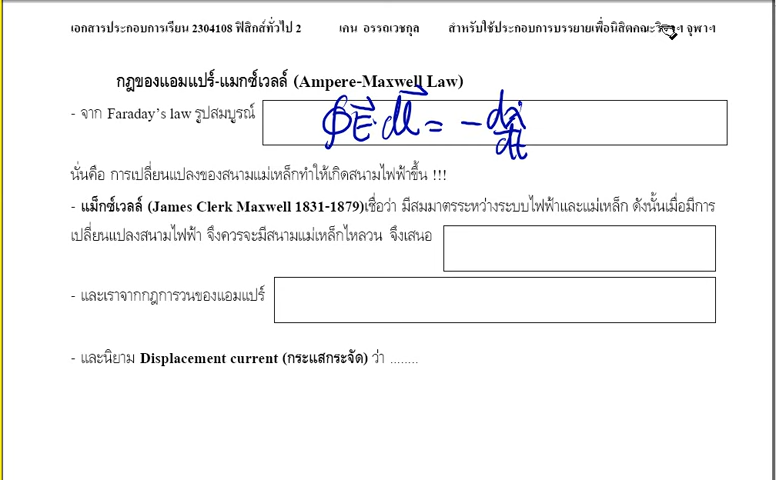 เอกสารประกอบการเรียน 2304108 ฟิสิกส์ทั่วไป 2 เกน อรรถเวชกุล สำหรับใช้ประกอบการบรรยายเพื่อนิสิตคณะวิศวฯ จุฬาฯ
กฎของแอมแปร์-แมกซ์เวลล์ (Ampere-Maxwell Law)
- จาก Faraday's law รูปสมบูรณ์ ∮E⃗·dl⃗ = -dλ/dt
นั่นคือ การเปลี่ยนแปลงของสนามแม่เหล็กทำให้เกิดสนามไฟฟ้าขึ้น !!!
- แม็กซ์เวลล์ (James Clerk Maxwell 1831-1879)เชื่อว่า มีสมมาตรระหว่างระบบไฟฟ้าและแม่เหล็ก ดังนั้นเมื่อมีการ
เปลี่ยนแปลงสนามไฟฟ้า จึงควรจะมีสนามแม่เหล็กไหลวน จึงเสนอ
- และเราจากกฎการวนของแอมแปร์
- และนิยาม Displacement current (กระแสกระจัด) ว่า ........